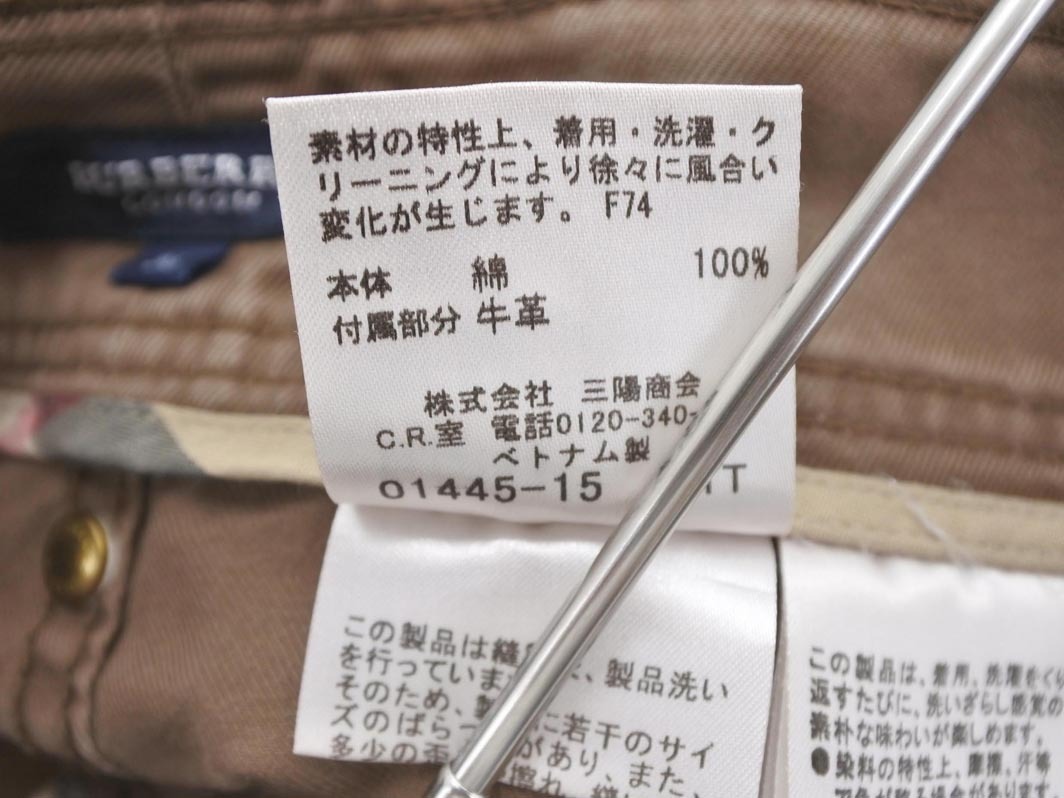 素材の特性上、着用・洗濯・ク
リーニングにより徐々に風合い
変化が生じます。 F74
本体 綿 100%
付属部分 牛革
株式会社 三陽商会
C.R.室 電話0120-340-
ベトナム製
01445-15 T
この製品は縫 、製品洗い
を行っていま
そのため、 に若干のサイ
ズのばらつ があり、また、
多少の歪
この製品は、着用、洗濯をく
返すたびに、洗いざらし感覚の
素朴な味わいが楽しめます。
●染料の特性上、摩擦、汗等
BURBERR
LONDON